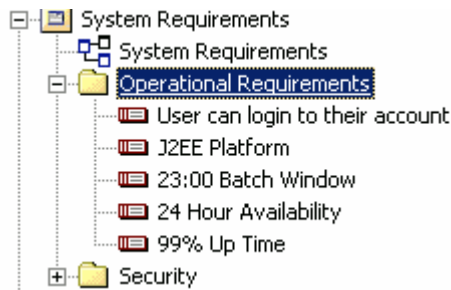 System Requirements
System Requirements
Operational Requirements
User can login to their account
J2EE Platform
23:00 Batch Window
24 Hour Availability
99% Up Time
Security